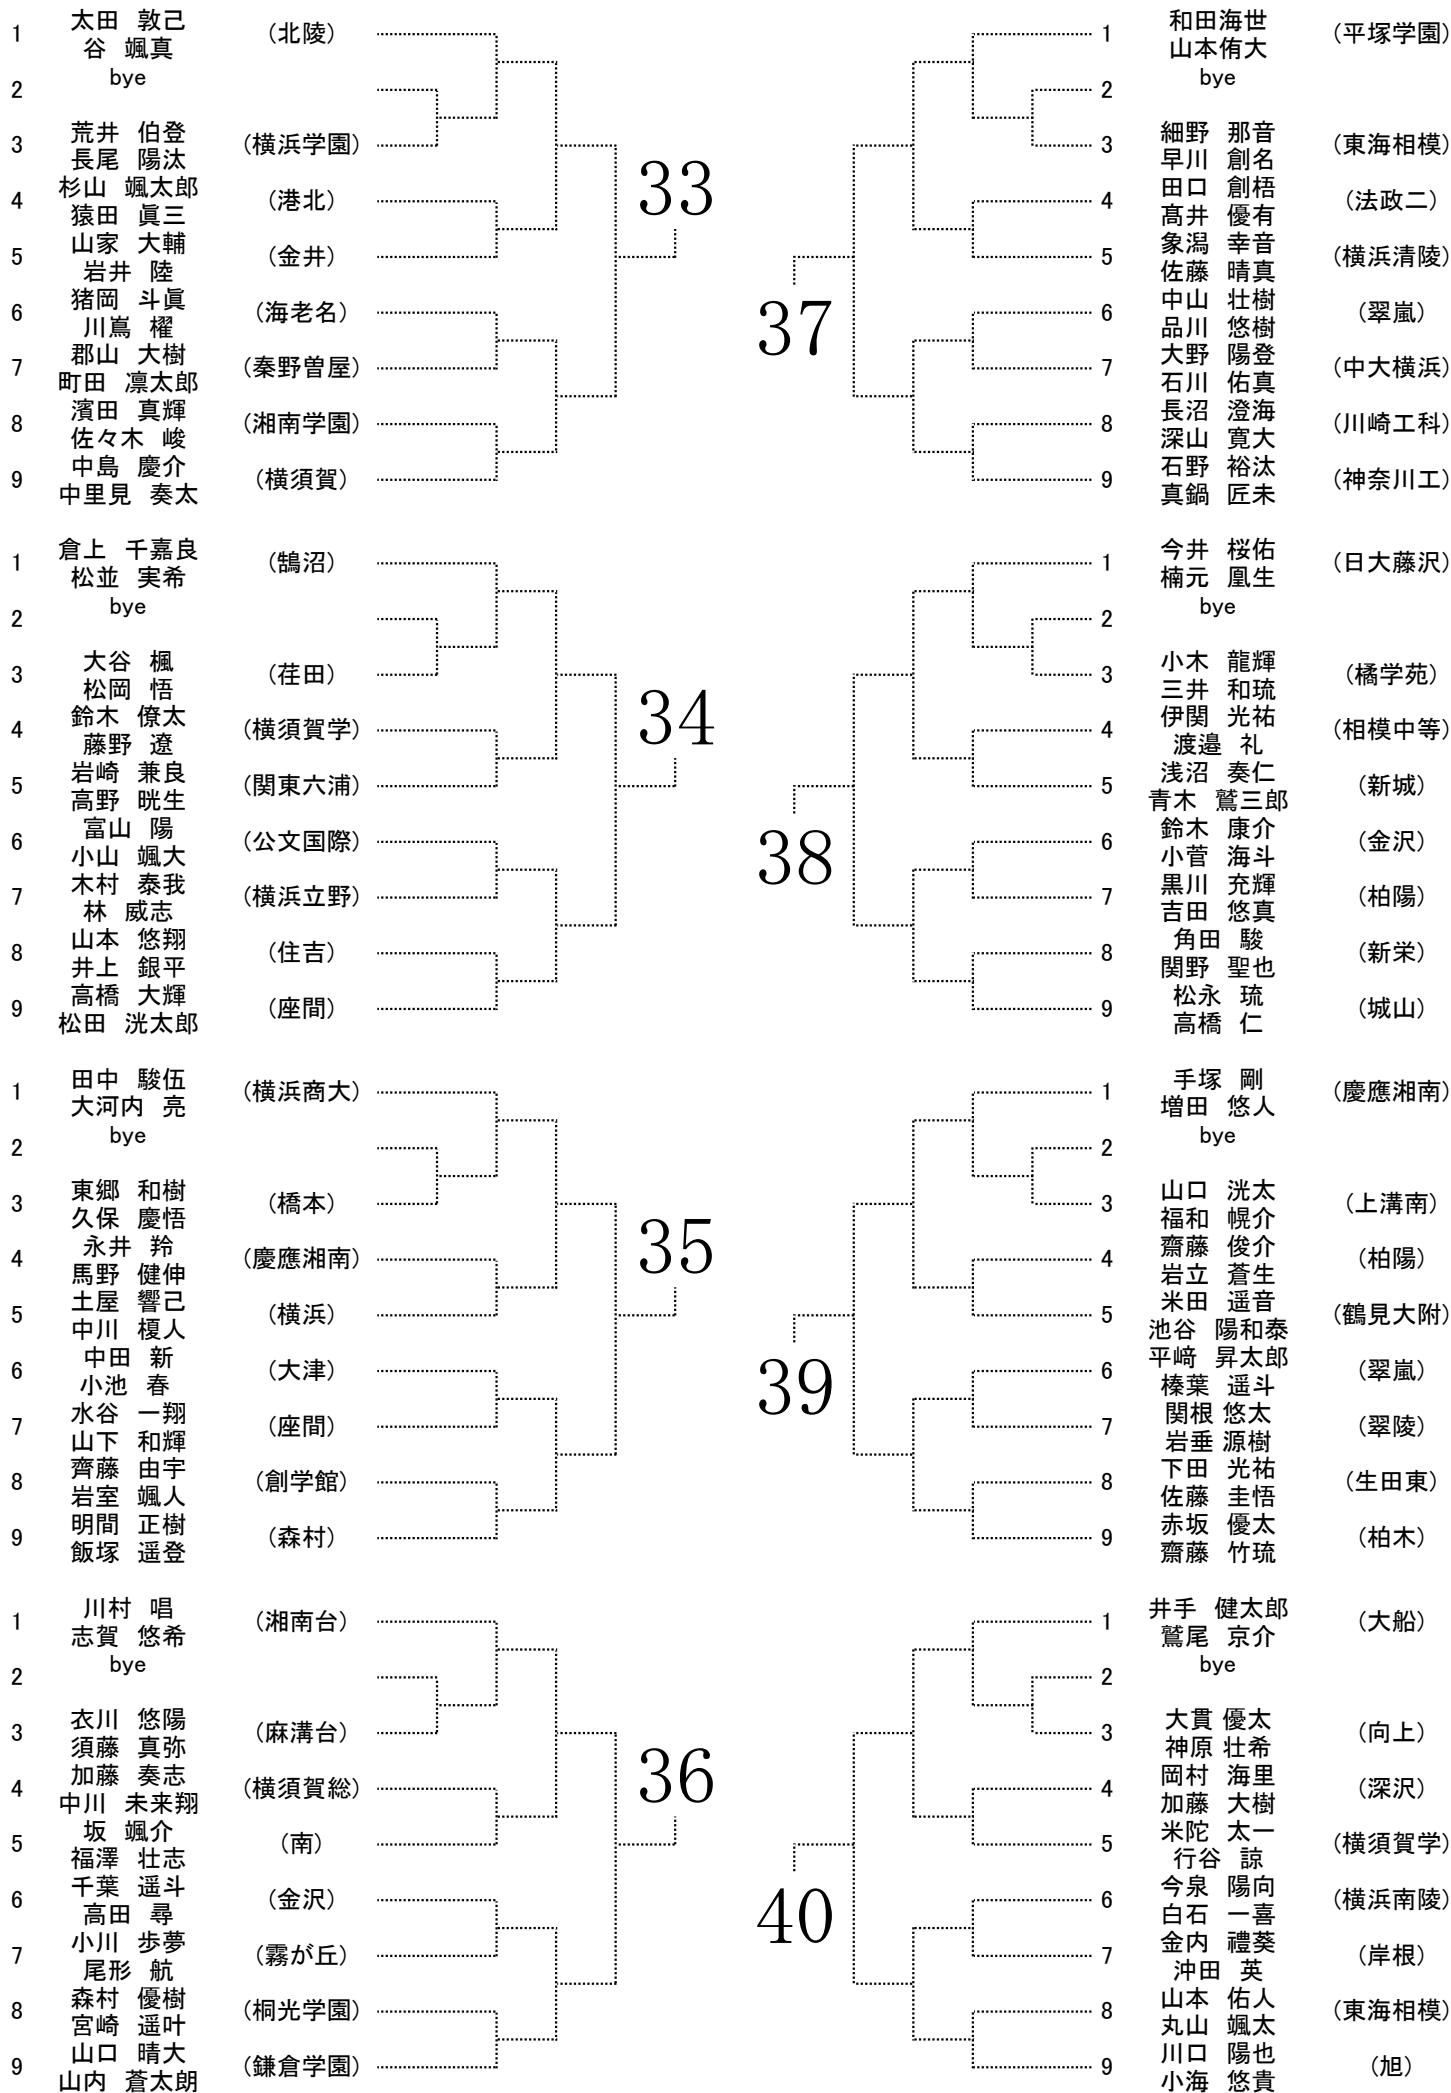 33
1 太田 敦己 (北陵)
谷 颯真
2 bye
3 荒井 伯登 (横浜学園)
長尾 陽汰
4 杉山 颯太郎 (港北)
猿田 眞三
5 山家 大輔 (金井)
岩井 陸
6 猪岡 斗眞 (海老名)
川嶌 櫂
7 郡山 大樹 (秦野曽屋)
町田 凛太郎
8 濱田 真輝 (湘南学園)
佐々木 峻
9 中島 慶介 (横須賀)
中里見 奏太
34
1 倉上 千嘉良 (鵠沼)
松並 実希
2 bye
3 大谷 楓 (荏田)
松岡 悟
4 鈴木 僚太 (横須賀学)
藤野 遼
5 岩崎 兼良 (関東六浦)
高野 晄生
6 富山 陽 (公文国際)
小山 颯大
7 木村 泰我 (横浜立野)
林 威志
8 山本 悠翔 (住吉)
井上 銀平
9 高橋 大輝 (座間)
松田 洸太郎
35
1 田中 駿伍 (横浜商大)
大河内 亮
2 bye
3 東郷 和樹 (橋本)
久保 慶悟
4 永井 羚 (慶應湘南)
馬野 健伸
5 土屋 響己 (横浜)
中川 榎人
6 中田 新 (大津)
小池 春
7 水谷 一翔 (座間)
山下 和輝
8 齊藤 由宇 (創学館)
岩室 颯人
9 明間 正樹 (森村)
飯塚 遥登
36
1 川村 唱 (湘南台)
志賀 悠希
2 bye
3 衣川 悠陽 (麻溝台)
須藤 真弥
4 加藤 奏志 (横須賀総)
中川 未来翔
5 坂 颯介 (南)
福澤 壮志
6 千葉 遥斗 (金沢)
高田 尋
7 小川 歩夢 (霧が丘)
尾形 航
8 森村 優樹 (桐光学園)
宮崎 遥叶
9 山口 晴大 (鎌倉学園)
山内 蒼太朗
37
1 和田海世 (平塚学園)
山本侑大
2 bye
3 細野 那音 (東海相模)
早川 創名
4 田口 創梧 (法政二)
髙井 優有
5 象潟 幸音 (横浜清陵)
佐藤 晴真
6 中山 壮樹 (翠嵐)
品川 悠樹
7 大野 陽登 (中大横浜)
石川 佑真
8 長沼 澄海 (川崎工科)
深山 寛大
9 石野 裕汰 (神奈川工)
真鍋 匠未
38
1 今井 桜佑 (日大藤沢)
楠元 凰生
2 bye
3 小木 龍輝 (橘学苑)
三井 和琉
4 伊関 光祐 (相模中等)
渡邉 礼
5 浅沼 奏仁 (新城)
青木 鷲三郎
6 鈴木 康介 (金沢)
小菅 海斗
7 黒川 充輝 (柏陽)
吉田 悠真
8 角田 駿 (新栄)
関野 聖也
9 松永 琉 (城山)
高橋 仁
39
1 手塚 剛 (慶應湘南)
増田 悠人
2 bye
3 山口 洸太 (上溝南)
福和 幌介
4 齋藤 俊介 (柏陽)
岩立 蒼生
5 米田 遥音 (鶴見大附)
池谷 陽和泰
6 平﨑 昇太郎 (翠嵐)
榛葉 遥斗
7 関根 悠太 (翠陵)
岩垂 源樹
8 下田 光祐 (生田東)
佐藤 圭悟
9 赤坂 優太 (柏木)
齋藤 竹琉
40
1 井手 健太郎 (大船)
鷲尾 京介
2 bye
3 大貫 優太 (向上)
神原 壮希
4 岡村 海里 (深沢)
加藤 大樹
5 米陀 太一 (横須賀学)
行谷 諒
6 今泉 陽向 (横浜南陵)
白石 一喜
7 金内 禮葵 (岸根)
沖田 英
8 山本 佑人 (東海相模)
丸山 颯太
9 川口 陽也 (旭)
小海 悠貴